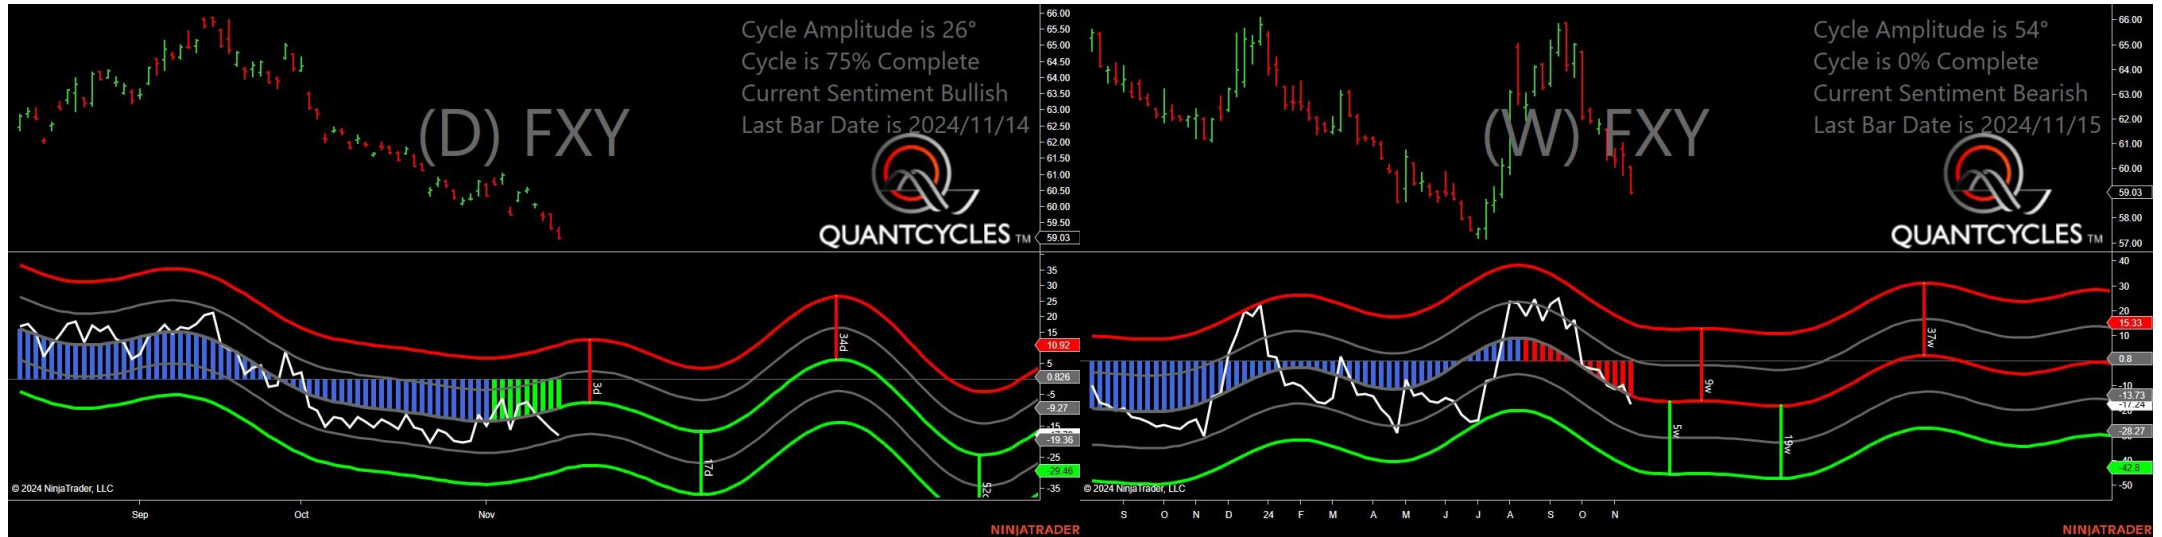 Cycle Amplitude is 26°
Cycle is 75% Complete
Current Sentiment Bullish
Last Bar Date is 2024/11/14
(D) FXY
QUANTCYCLES TM
66.00
65.50
65.00
64.50
64.00
63.50
63.00
62.50
62.00
61.50
61.00
60.50
60.00
59.50
59.03
35
30
25
20
15
10.92
5
0.826
-5
-9.27
-15
-19.36
-25
-29.46
-35
3d
17d
34d
© 2024 NinjaTrader, LLC
Sep Oct Nov
NINJATRADER
Cycle Amplitude is 54°
Cycle is 0% Complete
Current Sentiment Bearish
Last Bar Date is 2024/11/15
(W) FXY
QUANTCYCLES TM
66.00
65.00
64.00
63.00
62.00
61.00
60.00
59.03
58.00
57.00
40
30
20
15.33
10
0.8
-10
-13.73
-17.24
-28.27
-42.8
-50
5w
9w
19w
37w
© 2024 NinjaTrader, LLC
S O N D 24 F M A M J J A S O N
NINJATRADER